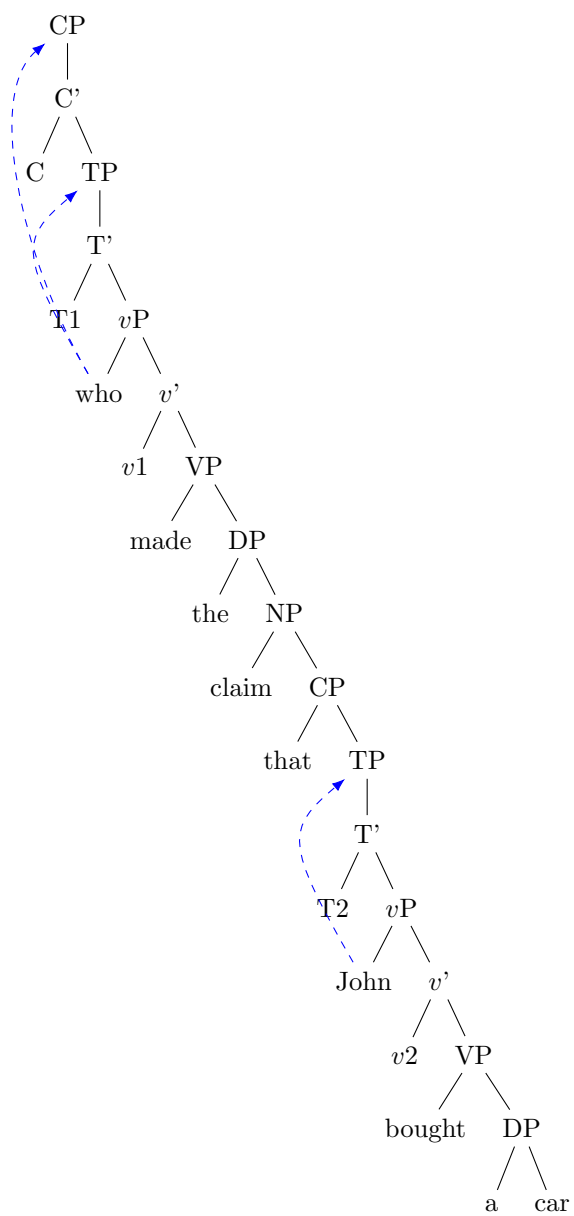 CP
C'
C TP
T'
T1 vP
who v'
v1 VP
made DP
the NP
claim CP
that TP
T'
T2 vP
John v'
v2 VP
bought DP
a car